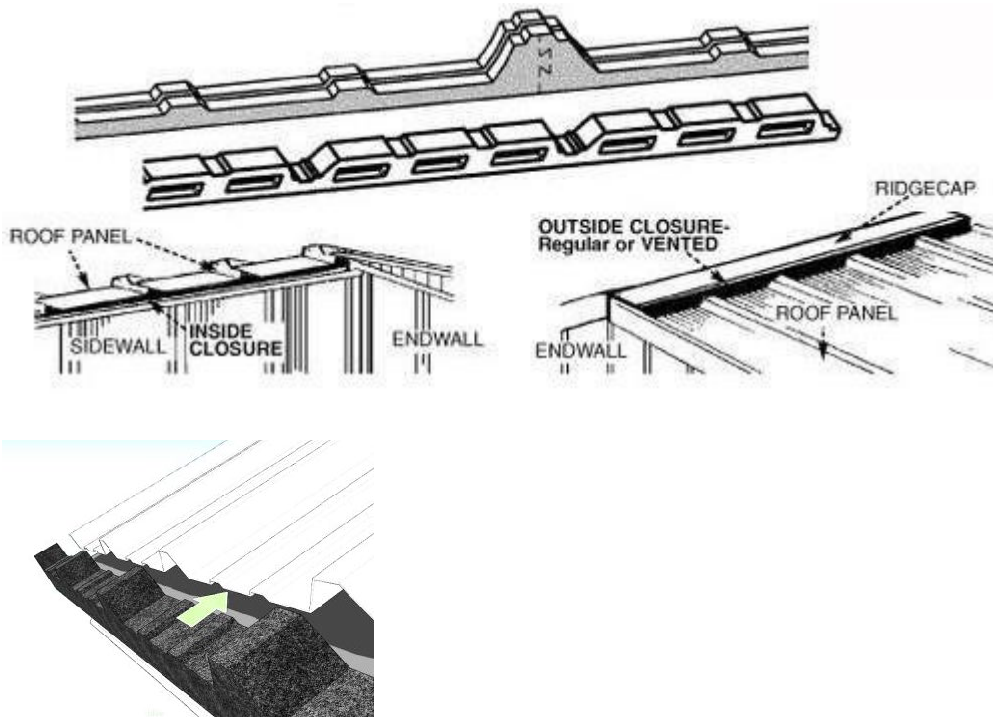 RIDGECAP
OUTSIDE CLOSURE-
Regular or VENTED
ROOF PANEL
ROOF PANEL
INSIDE
CLOSURE
SIDEWALL
ENDWALL
ENDWALL